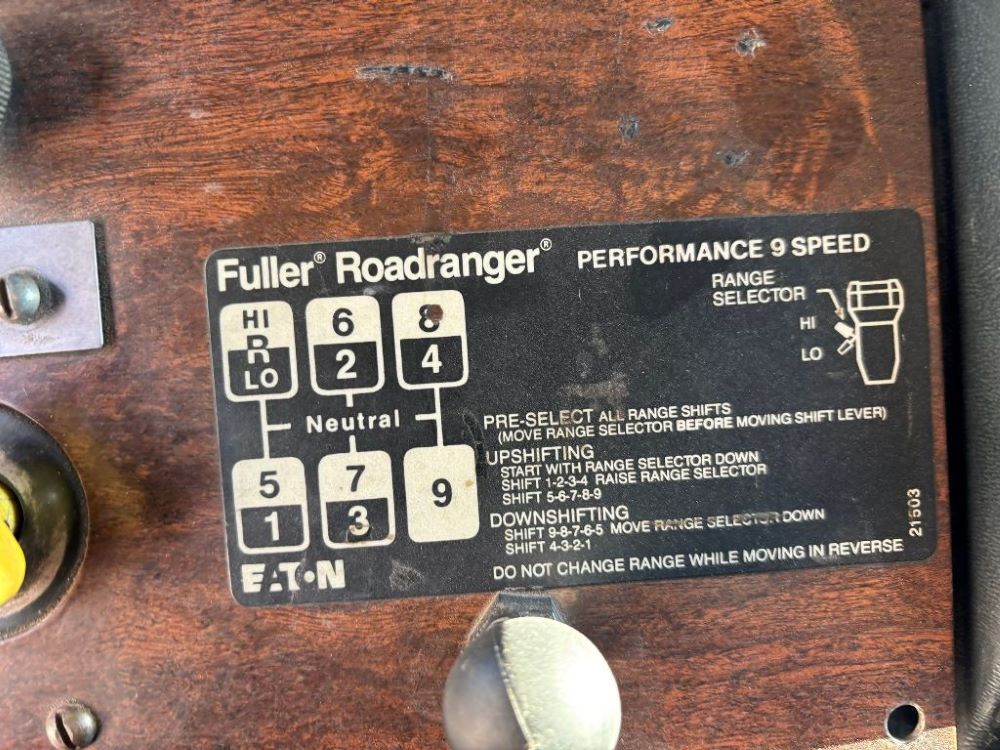 Fuller® Roadranger® PERFORMANCE 9 SPEED
RANGE
SELECTOR
HI
LO
HI
R
LO
6
2
8
4
Neutral
5
1
7
3
9
EATON
PRE-SELECT ALL RANGE SHIFTS
(MOVE RANGE SELECTOR BEFORE MOVING SHIFT LEVER)
UPSHIFTING
START WITH RANGE SELECTOR DOWN
SHIFT 1-2-3-4 RAISE RANGE SELECTOR
SHIFT 5-6-7-8-9
DOWNSHIFTING
SHIFT 9-8-7-6-5 MOVE RANGE SELECTOR DOWN
SHIFT 4-3-2-1
DO NOT CHANGE RANGE WHILE MOVING IN REVERSE
21503